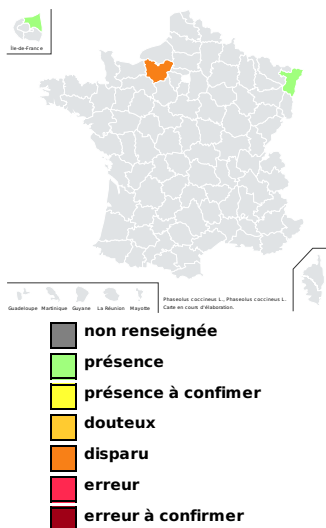 Île-de-France
Guadeloupe Martinique Guyane La Réunion Mayotte
Phaseolus coccineus L., Phaseolus coccineus L.
Carte en cours d'élaboration.
non renseignée
présence
présence à confimer
douteux
disparu
erreur
erreur à confirmer